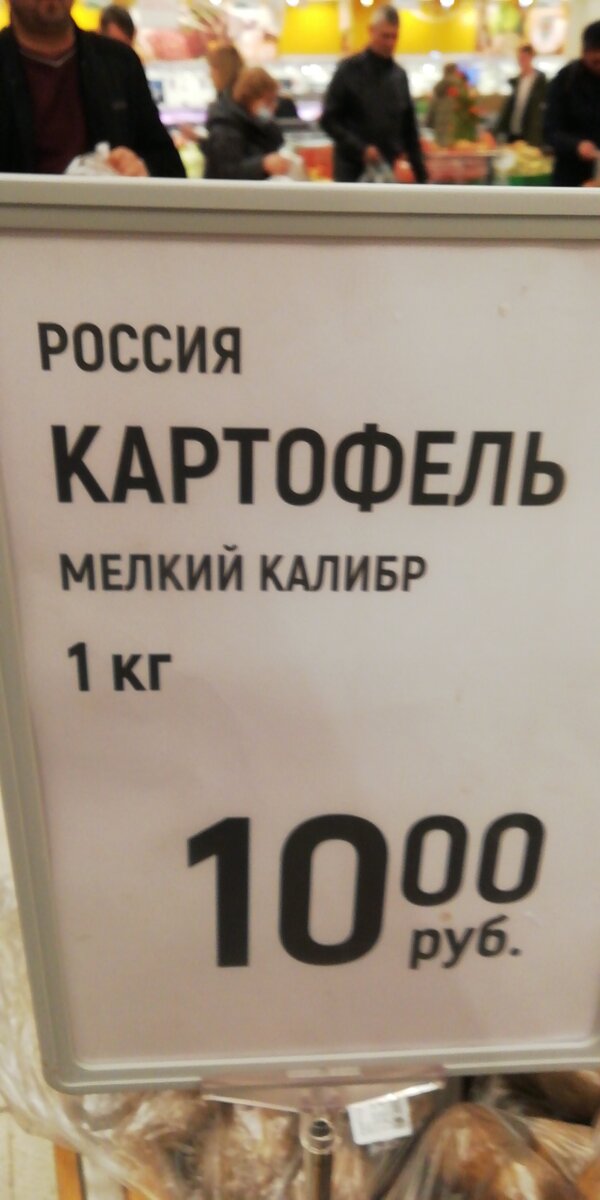 РОССИЯ
КАРТОФЕЛЬ
МЕЛКИЙ КАЛИБР
1 кг
10 00
руб.